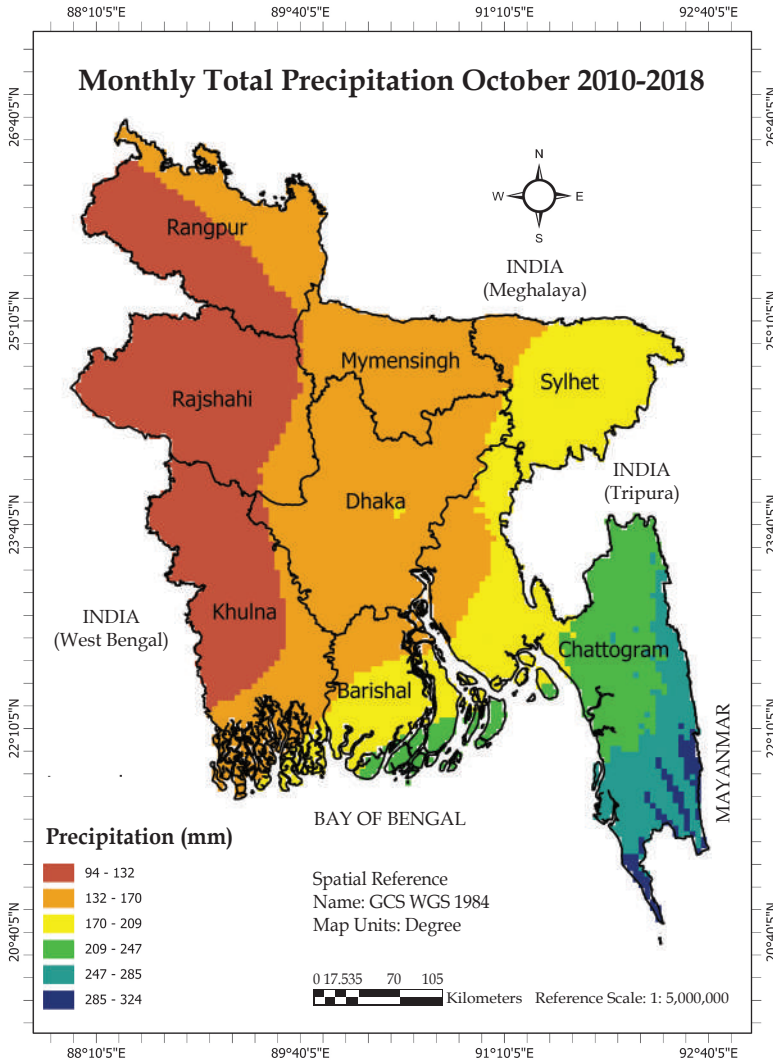 88°10'5"E 89°40'5"E 91°10'5"E 92°40'5"E
Monthly Total Precipitation October 2010-2018
26°40'5"N 26°40'5"N
N
W E
S
Rangpur
INDIA
(Meghalaya)
25°10'5"N 25°10'5"N
Mymensingh
Sylhet
Rajshahi
INDIA
(Tripura)
Dhaka
23°40'5"N 23°40'5"N
Khulna
INDIA
(West Bengal)
Chattogram
Barishal
22°10'5"N 22°10'5"N
MAYANMAR
BAY OF BENGAL
Precipitation (mm)
94 - 132
132 - 170
170 - 209
209 - 247
247 - 285
285 - 324
Spatial Reference
Name: GCS WGS 1984
Map Units: Degree
20°40'5"N 20°40'5"N
0 17.535 70 105
Kilometers Reference Scale: 1: 5,000,000
88°10'5"E 89°40'5"E 91°10'5"E 92°40'5"E